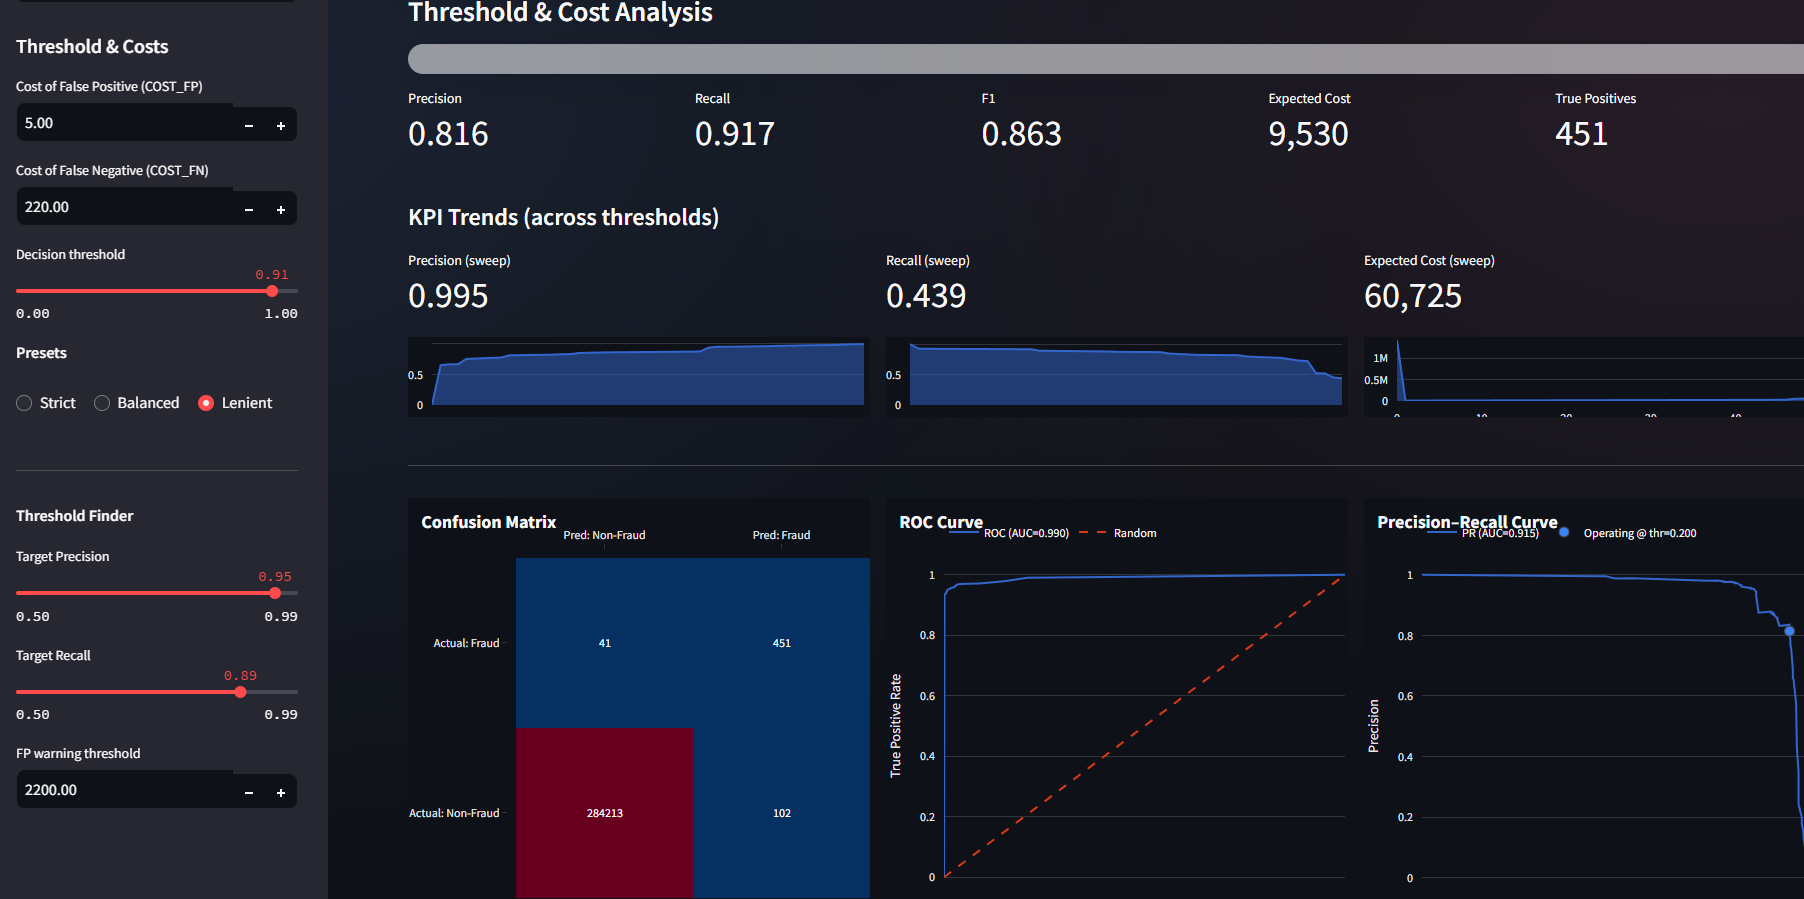 Threshold & Costs
Cost of False Positive (COST_FP)
5.00
− +
Cost of False Negative (COST_FN)
220.00
− +
Decision threshold
0.91
0.00 1.00
Presets
Strict Balanced Lenient
Threshold Finder
Target Precision
0.95
0.50 0.99
Target Recall
0.89
0.50 0.99
FP warning threshold
2200.00
− +
Threshold & Cost Analysis
Precision Recall F1 Expected Cost True Positives
0.816 0.917 0.863 9,530 451
KPI Trends (across thresholds)
Precision (sweep) Recall (sweep) Expected Cost (sweep)
0.995 0.439 60,725
0.5
0
0.5
0
1M
0.5M
0
0 10 20 30 40
Confusion Matrix
Pred: Non-Fraud Pred: Fraud
Actual: Fraud 41 451
Actual: Non-Fraud 284213 102
ROC Curve
ROC (AUC=0.990) Random
1
0.8
0.6
0.4
0.2
0
True Positive Rate
Precision–Recall Curve
PR (AUC=0.915) Operating @ thr=0.200
1
0.8
0.6
0.4
0.2
0
Precision